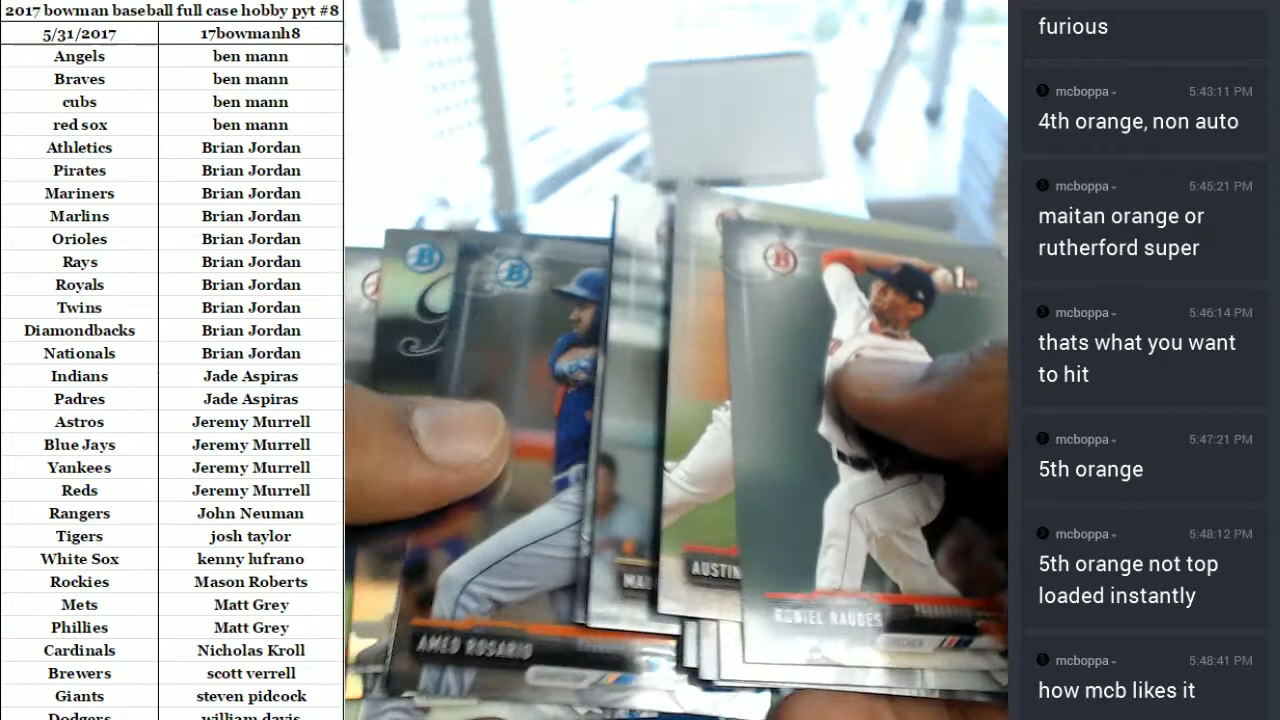 2017 bowman baseball full case hobby pyt #8
5/31/2017 17bowmanh8
Angels ben mann
Braves ben mann
cubs ben mann
red sox ben mann
Athletics Brian Jordan
Pirates Brian Jordan
Mariners Brian Jordan
Marlins Brian Jordan
Orioles Brian Jordan
Rays Brian Jordan
Royals Brian Jordan
Twins Brian Jordan
Diamondbacks Brian Jordan
Nationals Brian Jordan
Indians Jade Aspiras
Padres Jade Aspiras
Astros Jeremy Murrell
Blue Jays Jeremy Murrell
Yankees Jeremy Murrell
Reds Jeremy Murrell
Rangers John Neuman
Tigers josh taylor
White Sox kenny lufrano
Rockies Mason Roberts
Mets Matt Grey
Phillies Matt Grey
Cardinals Nicholas Kroll
Brewers scott verrell
Giants steven pidcock
Dodgers william davis
B
B
B
1st
AMED ROSARIO
AUSTIN
RONIEL RAUDES
PITCHER
furious
mcboppa 5:43:11 PM
4th orange, non auto
mcboppa 5:45:21 PM
maitan orange or
rutherford super
mcboppa 5:46:14 PM
thats what you want
to hit
mcboppa 5:47:21 PM
5th orange
mcboppa 5:48:12 PM
5th orange not top
loaded instantly
mcboppa 5:48:41 PM
how mcb likes it